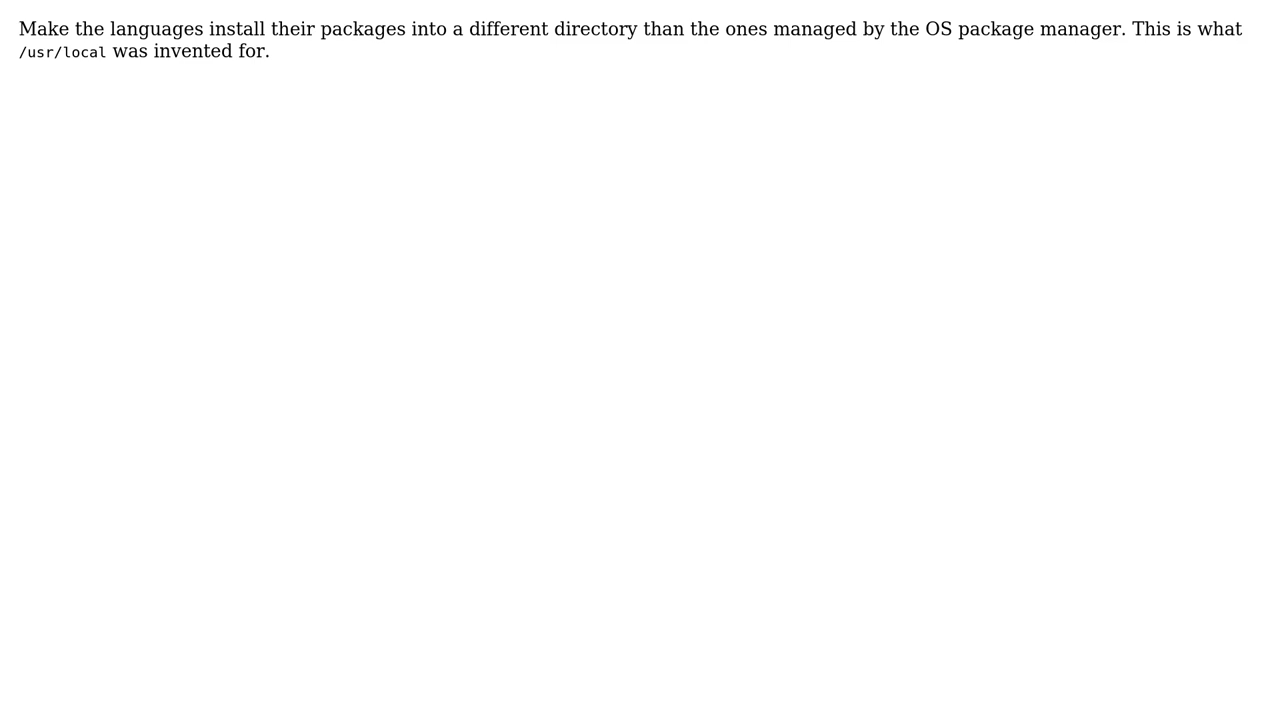 Make the languages install their packages into a different directory than the ones managed by the OS package manager. This is what
/usr/local was invented for.